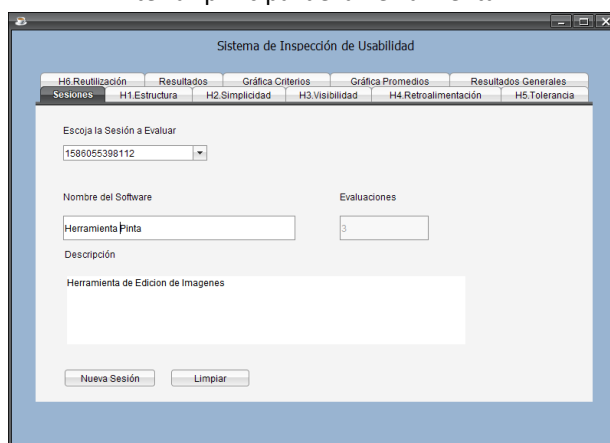 Sistema de Inspección de Usabilidad
H6.Reutilización Resultados Gráfica Criterios Gráfica Promedios Resultados Generales
Sesiones H1.Estructura H2.Simplicidad H3.Visibilidad H4.Retroalimentación H5.Tolerancia
Escoja la Sesión a Evaluar
1586055398112
Nombre del Software Evaluaciones
Herramienta Pinta 3
Descripción
Herramienta de Edicion de Imagenes
Nueva Sesión Limpiar